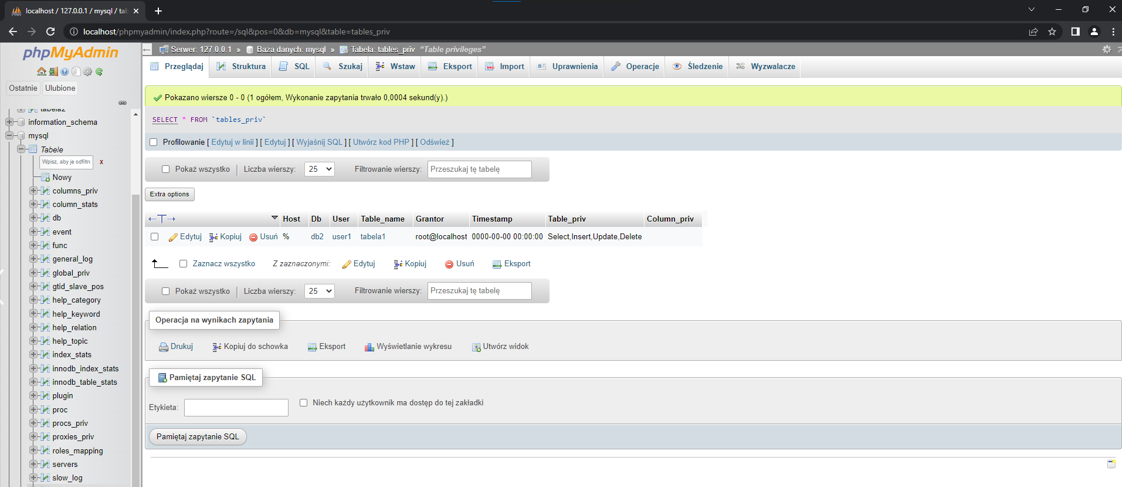 localhost / 127.0.0.1 / mysql / tab
localhost/phpmyadmin/index.php?route=/sql&pos=0&db=mysql&table=tables_priv
phpMyAdmin
Ostatnie Ulubione
tabela2
information_schema
mysql
Tabele
Wpisz, aby je odfiltr
x
Nowy
columns_priv
column_stats
db
event
func
general_log
global_priv
gtid_slave_pos
help_category
help_keyword
help_relation
help_topic
index_stats
innodb_index_stats
innodb_table_stats
plugin
proc
procs_priv
proxies_priv
roles_mapping
servers
slow_log
Serwer: 127.0.0.1 » Baza danych: mysql » Tabela: tables_priv "Table privileges"
Przeglądaj Struktura SQL Szukaj Wstaw Eksport Import Uprawnienia Operacje Śledzenie Wyzwalacze
Pokazano wiersze 0 - 0 (1 ogółem, Wykonanie zapytania trwało 0,0004 sekund(y).)
SELECT * FROM `tables_priv`
Profilowanie [ Edytuj w linii ] [ Edytuj ] [ Wyjaśnij SQL ] [ Utwórz kod PHP ] [ Odśwież ]
Pokaż wszystko | Liczba wierszy: 25 Filtrowanie wierszy: Przeszukaj tę tabelę
Extra options
←T→ Host Db User Table_name Grantor Timestamp Table_priv Column_priv
Edytuj Kopiuj Usuń % db2 user1 tabela1 root@localhost 0000-00-00 00:00:00 Select,Insert,Update,Delete
Zaznacz wszystko Z zaznaczonymi: Edytuj Kopiuj Usuń Eksport
Pokaż wszystko | Liczba wierszy: 25 Filtrowanie wierszy: Przeszukaj tę tabelę
Operacja na wynikach zapytania
Drukuj Kopiuj do schowka Eksport Wyświetlanie wykresu Utwórz widok
Pamiętaj zapytanie SQL
Etykieta: Niech każdy użytkownik ma dostęp do tej zakładki
Pamiętaj zapytanie SQL